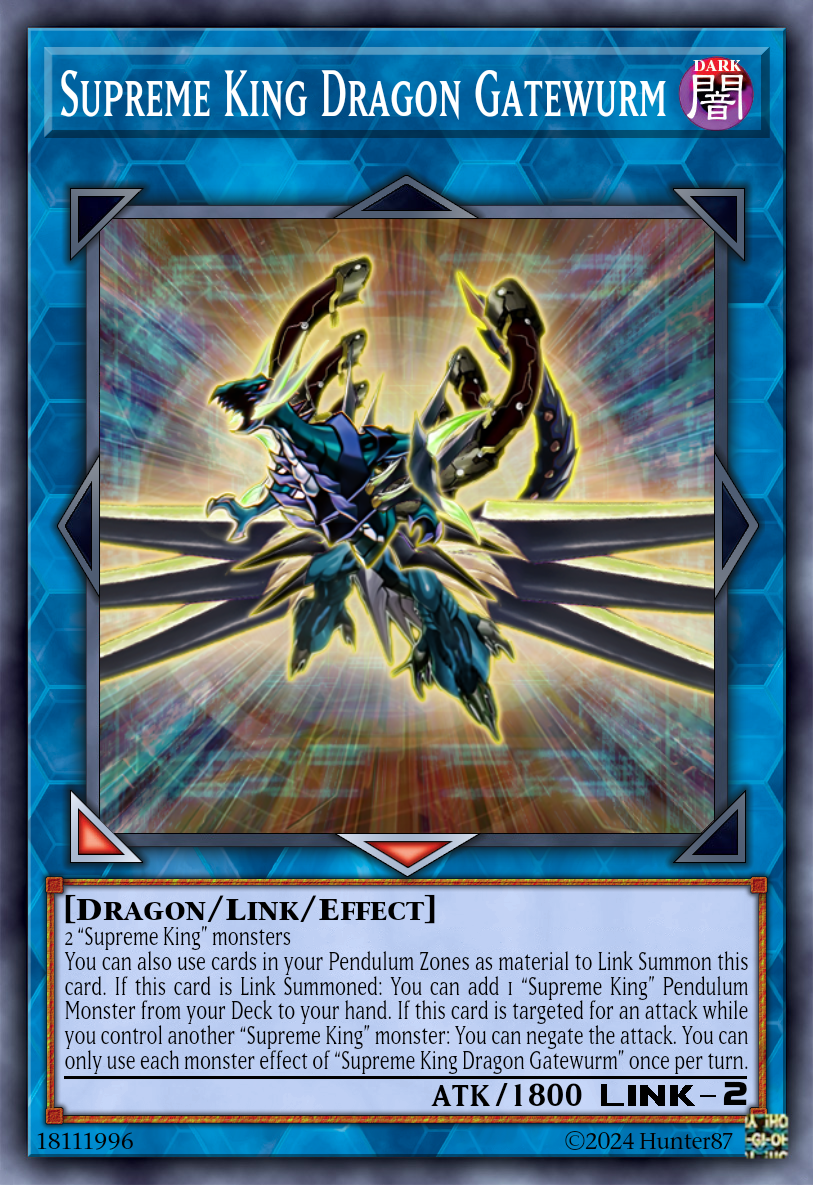 Supreme King Dragon Gatewurm
DARK
闇
[Dragon/Link/Effect]
2 “Supreme King” monsters
You can also use cards in your Pendulum Zones as material to Link Summon this
card. If this card is Link Summoned: You can add 1 “Supreme King” Pendulum
Monster from your Deck to your hand. If this card is targeted for an attack while
you control another “Supreme King” monster: You can negate the attack. You can
only use each monster effect of “Supreme King Dragon Gatewurm” once per turn.
ATK/1800 LINK-2
18111996
©2024 Hunter87